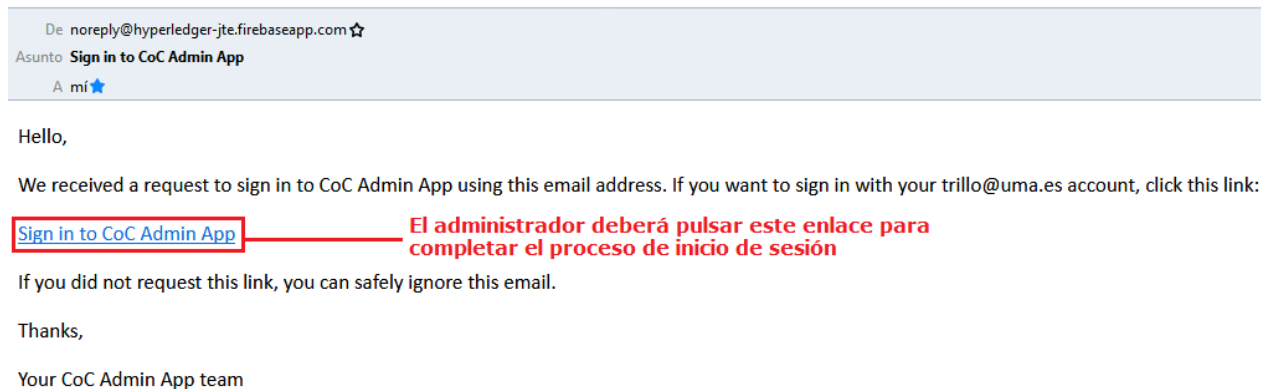 De noreply@hyperledger-jte.firebaseapp.com
Asunto Sign in to CoC Admin App
A mí
Hello,
We received a request to sign in to CoC Admin App using this email address. If you want to sign in with your trillo@uma.es account, click this link:
Sign in to CoC Admin App
El administrador deberá pulsar este enlace para
completar el proceso de inicio de sesión
If you did not request this link, you can safely ignore this email.
Thanks,
Your CoC Admin App team